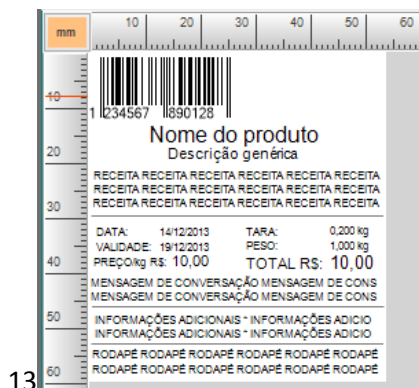 mm 10 20 30 40 50 60
10
1 234567 890128
Nome do produto
20
Descrição genérica
RECEITA RECEITA RECEITA RECEITA RECEITA RECEITA
RECEITA RECEITA RECEITA RECEITA RECEITA RECEITA
30
RECEITA RECEITA RECEITA RECEITA RECEITA RECEITA
DATA: 14/12/2013 TARA: 0,200 kg
VALIDADE: 19/12/2013 PESO: 1,000 kg
40
PREÇO/kg R$: 10,00 TOTAL R$: 10,00
MENSAGEM DE CONVERSAÇÃO MENSAGEM DE CONS
MENSAGEM DE CONVERSAÇÃO MENSAGEM DE CONS
50
INFORMAÇÕES ADICIONAIS * INFORMAÇÕES ADICIO
INFORMAÇÕES ADICIONAIS * INFORMAÇÕES ADICIO
RODAPÉ RODAPÉ RODAPÉ RODAPÉ RODAPÉ RODAPÉ
60
RODAPÉ RODAPÉ RODAPÉ RODAPÉ RODAPÉ RODAPÉ
13